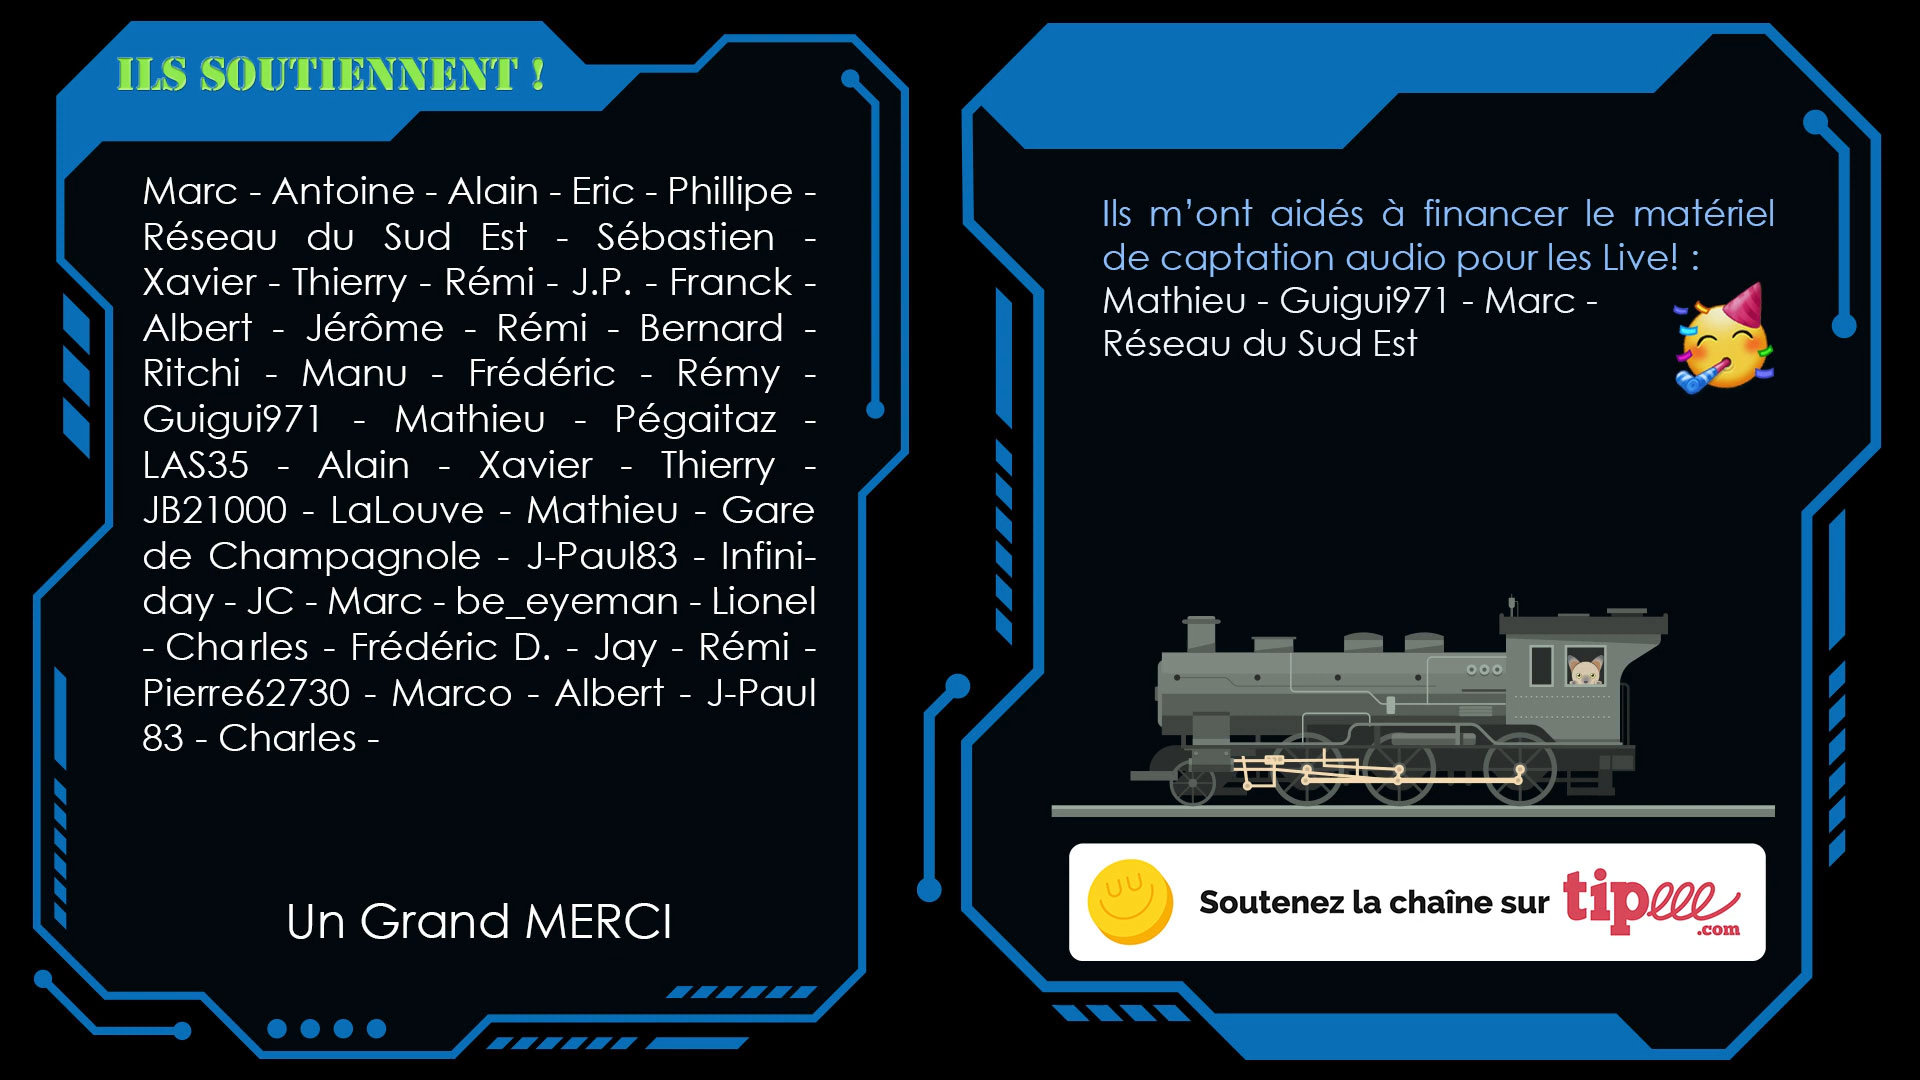 ILS SOUTIENNENT !
Marc - Antoine - Alain - Eric - Phillipe -
Réseau du Sud Est - Sébastien -
Xavier - Thierry - Rémi - J.P. - Franck -
Albert - Jérôme - Rémi - Bernard -
Ritchi - Manu - Frédéric - Rémy -
Guigui971 - Mathieu - Pégaitaz -
LAS35 - Alain - Xavier - Thierry -
JB21000 - LaLouve - Mathieu - Gare
de Champagnole - J-Paul83 - Infini-
day - JC - Marc - be_eyeman - Lionel
- Charles - Frédéric D. - Jay - Rémi -
Pierre62730 - Marco - Albert - J-Paul
83 - Charles -
Un Grand MERCI
Ils m’ont aidés à financer le matériel
de captation audio pour les Live! :
Mathieu - Guigui971 - Marc -
Réseau du Sud Est
Soutenez la chaîne sur tipeee
.com